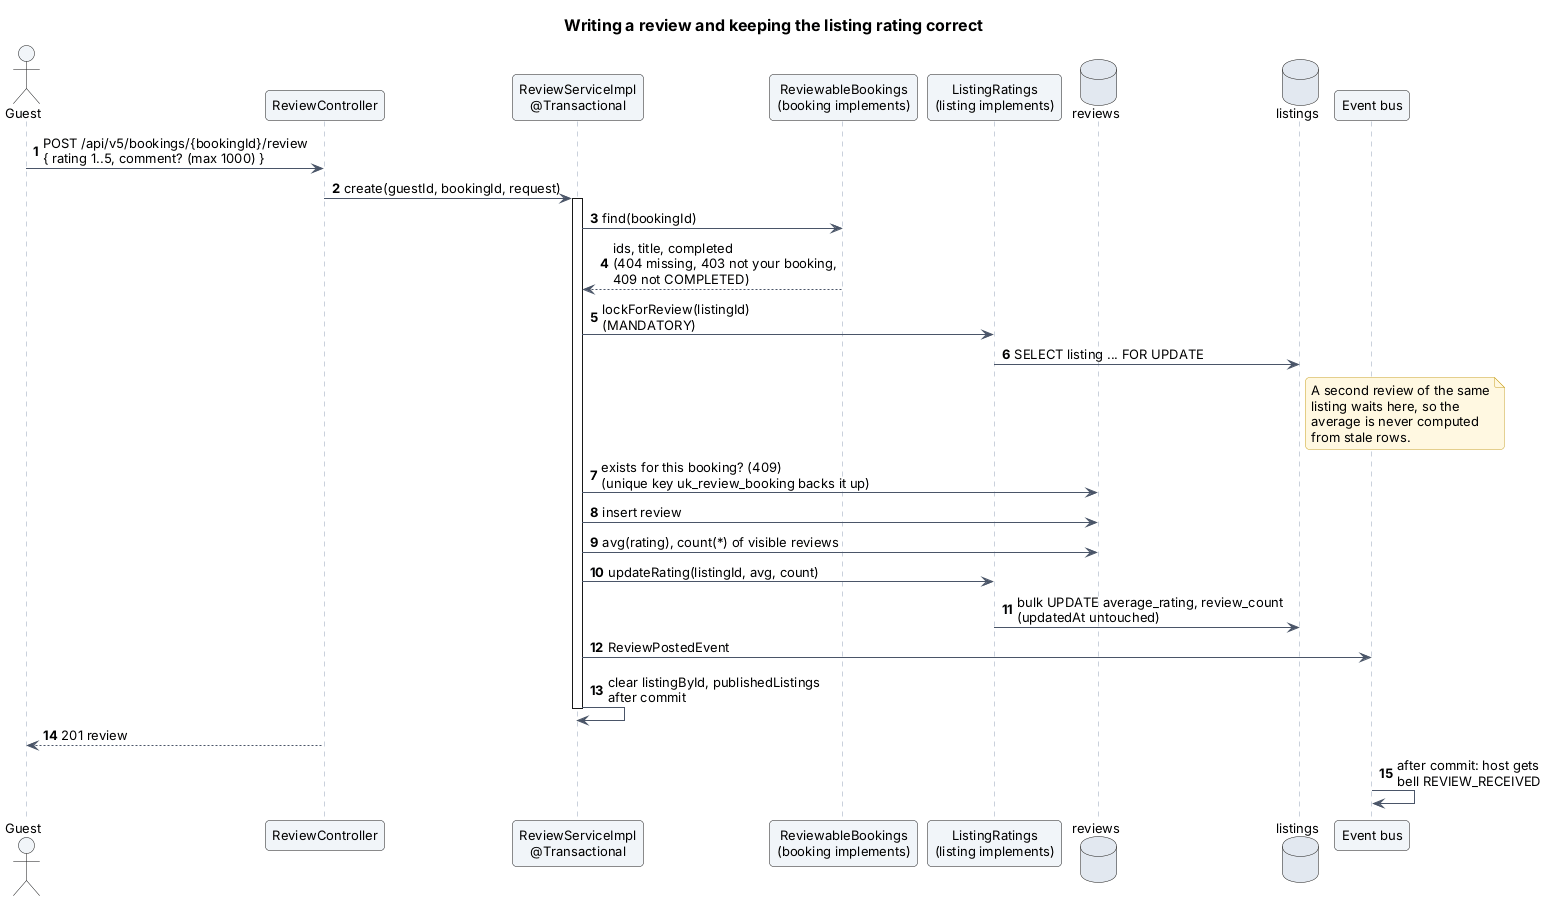 Writing a review and keeping the listing rating correct
Guest
ReviewController
ReviewServiceImpl
@Transactional
ReviewableBookings
(booking implements)
ListingRatings
(listing implements)
reviews
listings
Event bus
1 POST /api/v5/bookings/{bookingId}/review
{ rating 1..5, comment? (max 1000) }
2 create(guestId, bookingId, request)
3 find(bookingId)
4 ids, title, completed
(404 missing, 403 not your booking,
409 not COMPLETED)
5 lockForReview(listingId)
(MANDATORY)
6 SELECT listing ... FOR UPDATE
A second review of the same
listing waits here, so the
average is never computed
from stale rows.
7 exists for this booking? (409)
(unique key uk_review_booking backs it up)
8 insert review
9 avg(rating), count(*) of visible reviews
10 updateRating(listingId, avg, count)
11 bulk UPDATE average_rating, review_count
(updatedAt untouched)
12 ReviewPostedEvent
13 clear listingById, publishedListings
after commit
14 201 review
15 after commit: host gets
bell REVIEW_RECEIVED
Guest
ReviewController
ReviewServiceImpl
@Transactional
ReviewableBookings
(booking implements)
ListingRatings
(listing implements)
reviews
listings
Event bus